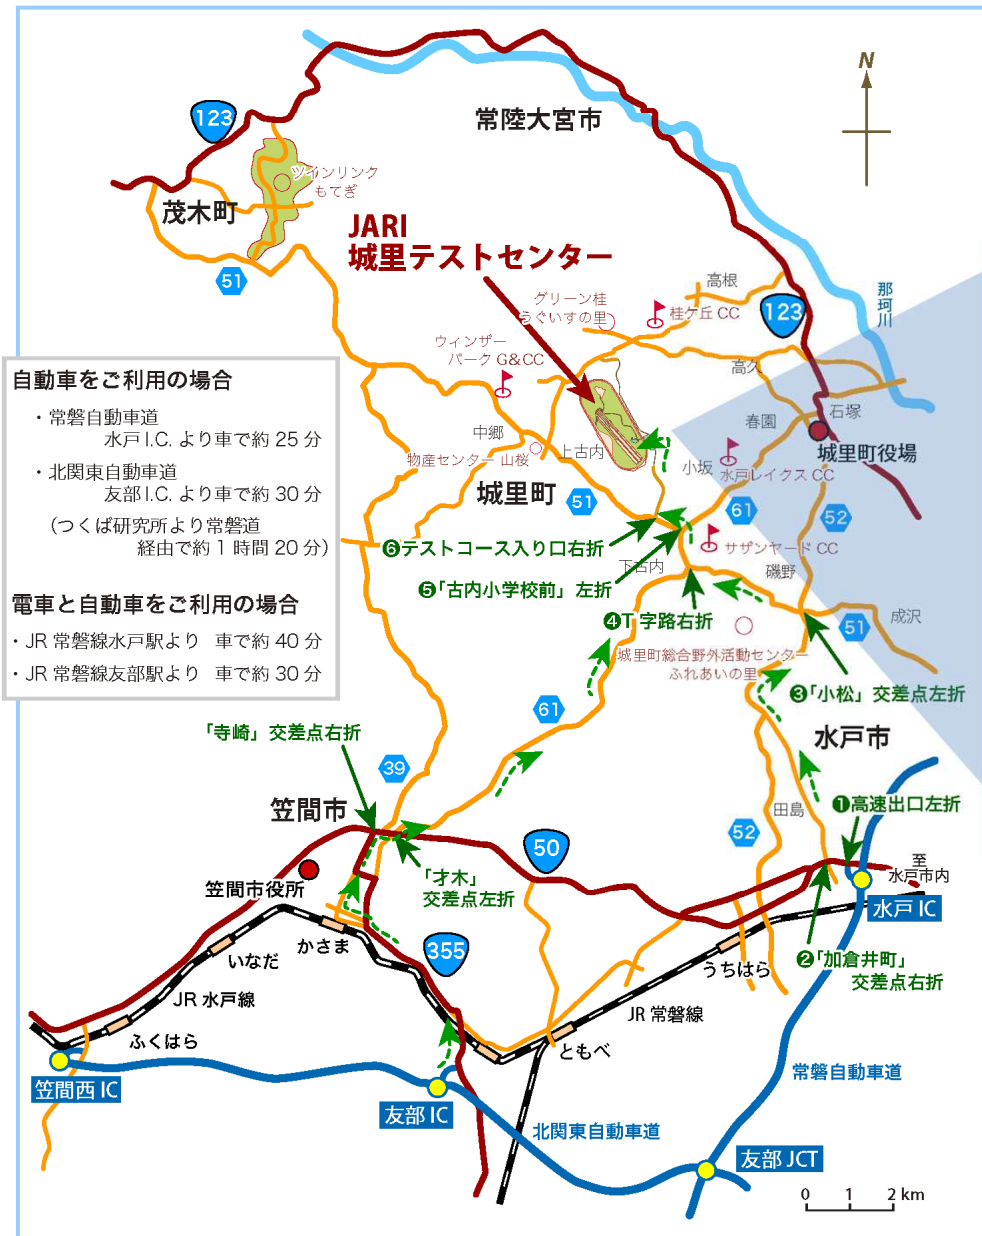 N
123
常陸大宮市
ツインリンク
もてぎ
茂木町
JARI
城里テストセンター
51
高根
グリーン桂
うぐいすの里
桂ケ丘 CC
123
那珂川
ウィンザー
パーク G&CC
高久
自動車をご利用の場合
・常磐自動車道
水戸 I.C. より車で約 25 分
・北関東自動車道
友部 I.C. より車で約 30 分
(つくば研究所より常磐道
経由で約 1 時間 20 分)
電車と自動車をご利用の場合
・JR 常磐線水戸駅より 車で約 40 分
・JR 常磐線友部駅より 車で約 30 分
春園
石塚
中郷
物産センター 山桜
上古内
城里町役場
小坂
水戸レイクス CC
城里町
51
61
52
❻テストコース入り口右折
サザンヤード CC
下古内
磯野
❺「古内小学校前」左折
❹T 字路右折
成沢
51
城里町総合野外活動センター
ふれあいの里
❸「小松」交差点左折
61
「寺崎」交差点右折
水戸市
39
笠間市
田島
❶高速出口左折
52
50
至
水戸市内
「才木」
交差点左折
笠間市役所
水戸 IC
かさま
355
いなだ
うちはら
❷「加倉井町」
交差点右折
JR 水戸線
JR 常磐線
ふくはら
ともべ
常磐自動車道
笠間西 IC
友部 IC
北関東自動車道
友部 JCT
0 1 2 km